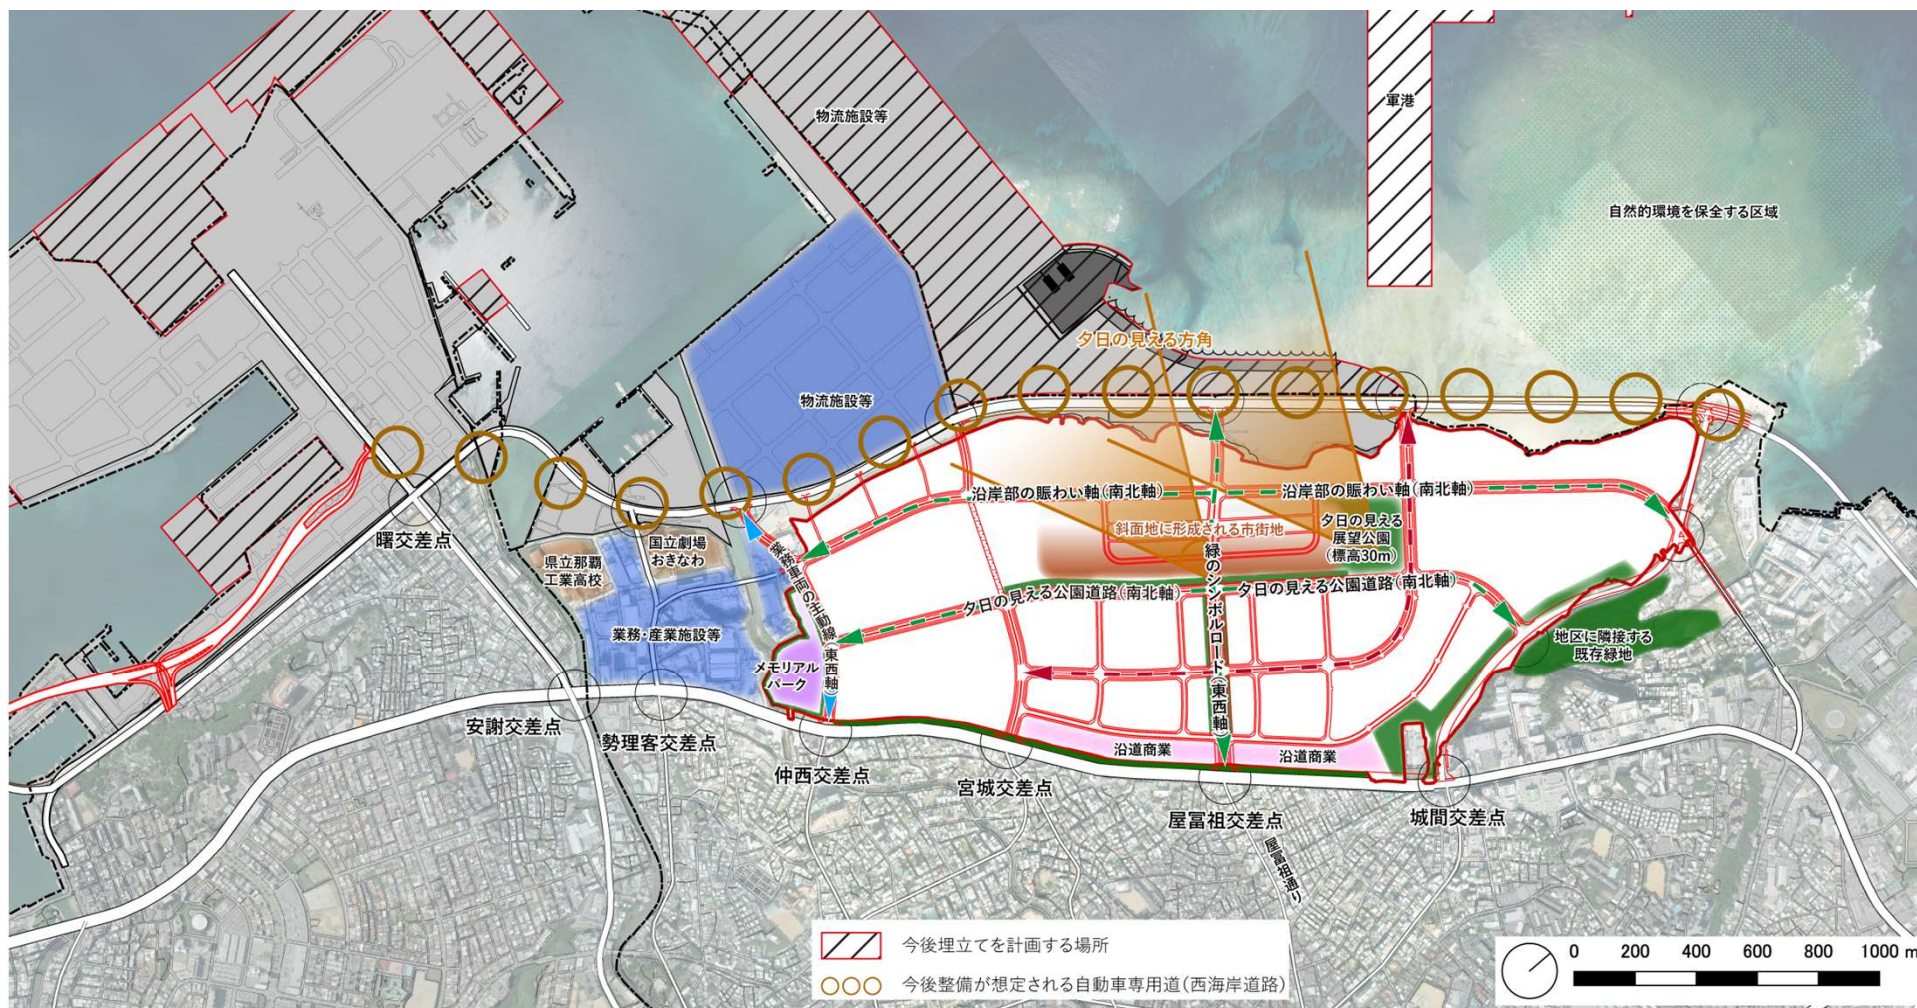 物流施設等
軍港
自然的環境を保全する区域
夕日の見える方角
物流施設等
沿岸部の賑わい軸(南北軸)
沿岸部の賑わい軸(南北軸)
斜面地に形成される市街地
夕日の見える
展望公園
(標高30m)
曙交差点
県立那覇
工業高校
国立劇場
おきなわ
業務車両の主動線(東西軸)
緑のシンボルロード(東西軸)
夕日の見える公園道路(南北軸)
夕日の見える公園道路(南北軸)
業務・産業施設等
メモリアル
パーク
地区に隣接する
既存緑地
安謝交差点
勢理客交差点
仲西交差点
宮城交差点
沿道商業
沿道商業
屋冨祖交差点
城間交差点
屋冨祖通り
今後埋立てを計画する場所
今後整備が想定される自動車専用道(西海岸道路)
0 200 400 600 800 1000 m